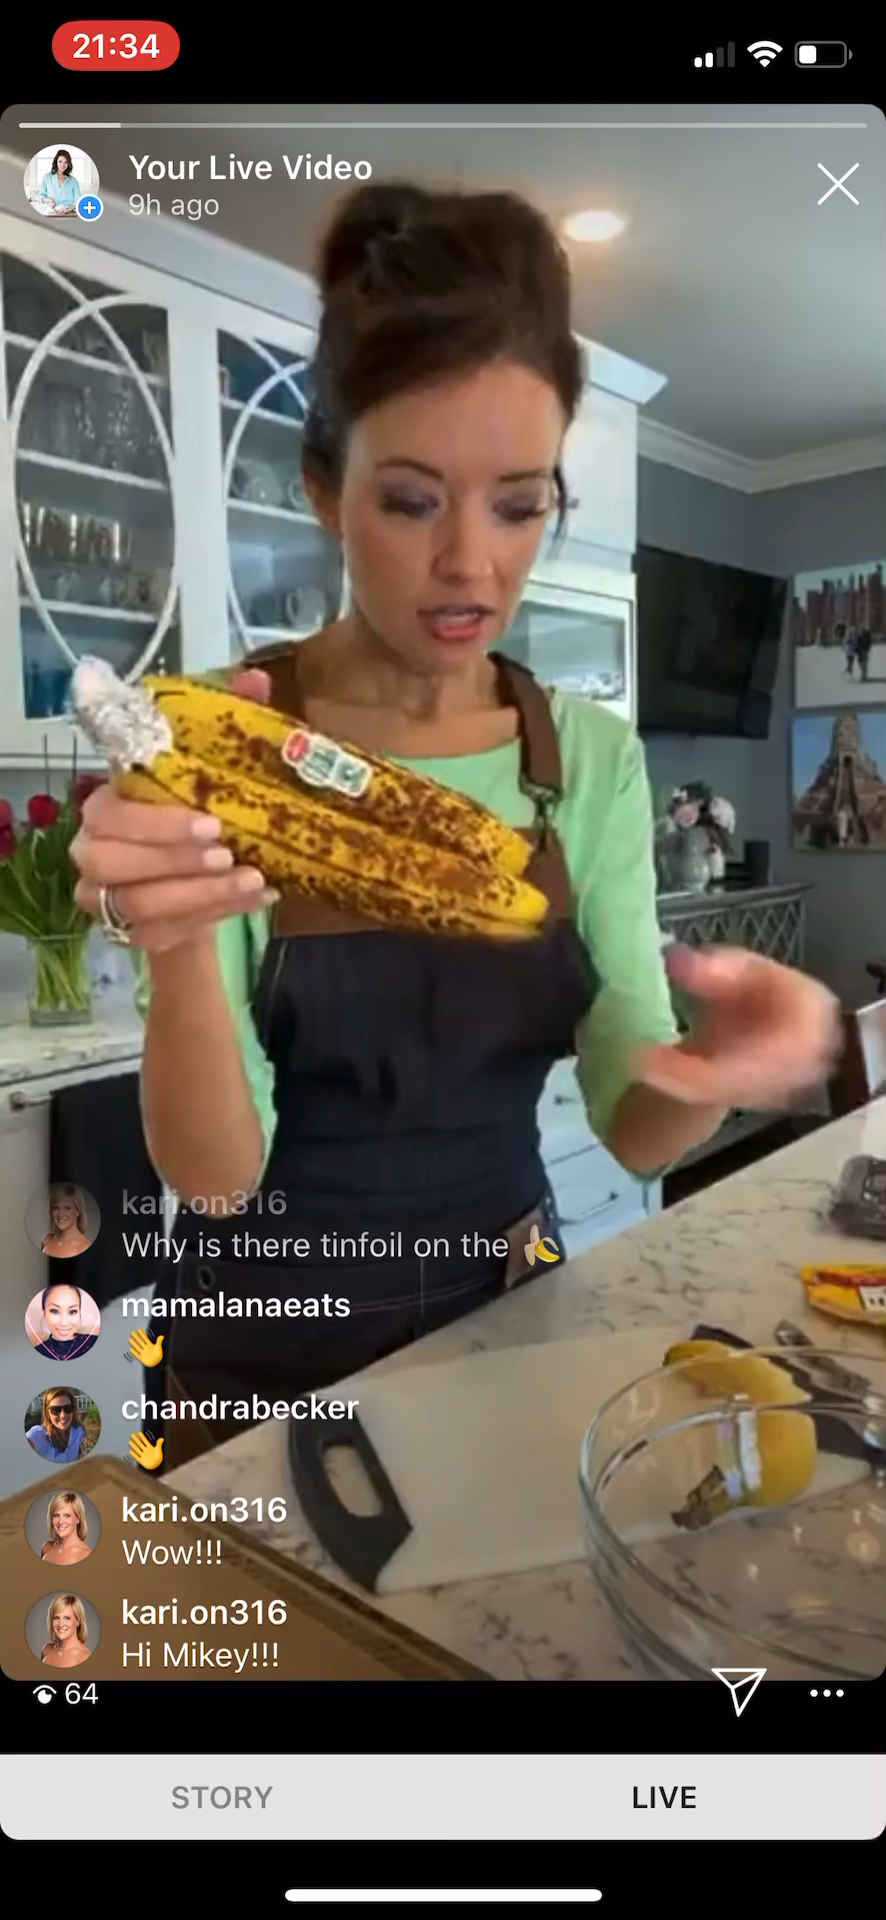 21:34
Your Live Video
9h ago
kari.on316
Why is there tinfoil on the 🍌
mamalanaeats
👋
chandrabecker
👋
kari.on316
Wow!!!
kari.on316
Hi Mikey!!!
64
STORY
LIVE